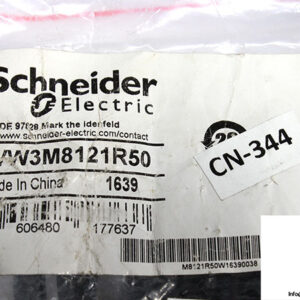 Schneider
Electric
DE 97828 Mark the idenfeld
www.schneider-electric.com/contact
VW3M8121R50
CN-344
de In China 1639
606480 177637
M8121R50W16390038